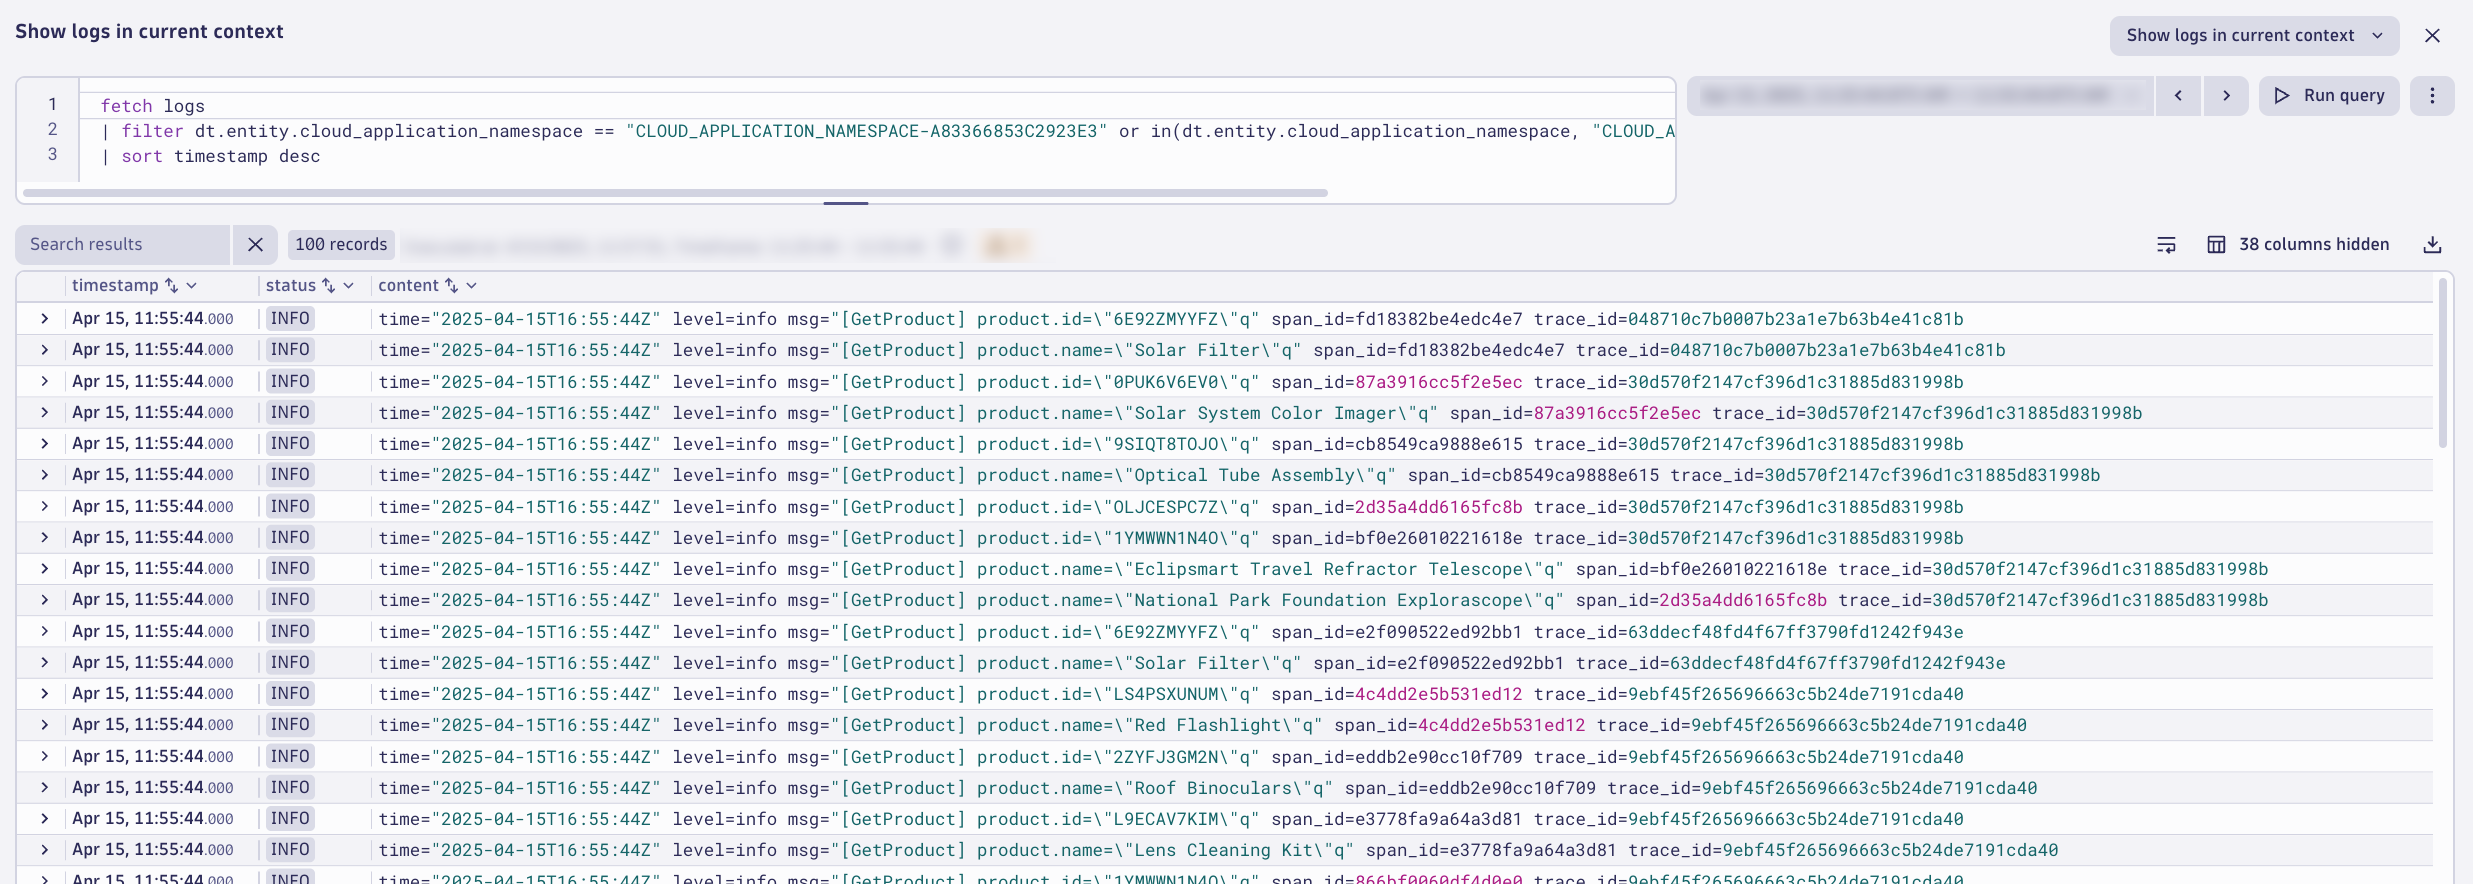 Show logs in current context
Show logs in current context
1 fetch logs
2 | filter dt.entity.cloud_application_namespace == "CLOUD_APPLICATION_NAMESPACE-A83366853C2923E3" or in(dt.entity.cloud_application_namespace, "CLOUD_A
3 | sort timestamp desc
Run query
Search results 100 records 38 columns hidden
timestamp status content
Apr 15, 11:55:44.000 INFO time="2025-04-15T16:55:44Z" level=info msg="[GetProduct] product.id=\"6E92ZMYYFZ\"q" span_id=fd18382be4edc4e7 trace_id=048710c7b0007b23a1e7b63b4e41c81b
Apr 15, 11:55:44.000 INFO time="2025-04-15T16:55:44Z" level=info msg="[GetProduct] product.name=\"Solar Filter\"q" span_id=fd18382be4edc4e7 trace_id=048710c7b0007b23a1e7b63b4e41c81b
Apr 15, 11:55:44.000 INFO time="2025-04-15T16:55:44Z" level=info msg="[GetProduct] product.id=\"0PUK6V6EV0\"q" span_id=87a3916cc5f2e5ec trace_id=30d570f2147cf396d1c31885d831998b
Apr 15, 11:55:44.000 INFO time="2025-04-15T16:55:44Z" level=info msg="[GetProduct] product.name=\"Solar System Color Imager\"q" span_id=87a3916cc5f2e5ec trace_id=30d570f2147cf396d1c31885d831998b
Apr 15, 11:55:44.000 INFO time="2025-04-15T16:55:44Z" level=info msg="[GetProduct] product.id=\"9SIQT8TOJO\"q" span_id=cb8549ca9888e615 trace_id=30d570f2147cf396d1c31885d831998b
Apr 15, 11:55:44.000 INFO time="2025-04-15T16:55:44Z" level=info msg="[GetProduct] product.name=\"Optical Tube Assembly\"q" span_id=cb8549ca9888e615 trace_id=30d570f2147cf396d1c31885d831998b
Apr 15, 11:55:44.000 INFO time="2025-04-15T16:55:44Z" level=info msg="[GetProduct] product.id=\"OLJCESPC7Z\"q" span_id=2d35a4dd6165fc8b trace_id=30d570f2147cf396d1c31885d831998b
Apr 15, 11:55:44.000 INFO time="2025-04-15T16:55:44Z" level=info msg="[GetProduct] product.id=\"1YMWWN1N4O\"q" span_id=bf0e26010221618e trace_id=30d570f2147cf396d1c31885d831998b
Apr 15, 11:55:44.000 INFO time="2025-04-15T16:55:44Z" level=info msg="[GetProduct] product.name=\"Eclipsmart Travel Refractor Telescope\"q" span_id=bf0e26010221618e trace_id=30d570f2147cf396d1c31885d831998b
Apr 15, 11:55:44.000 INFO time="2025-04-15T16:55:44Z" level=info msg="[GetProduct] product.name=\"National Park Foundation Explorascope\"q" span_id=2d35a4dd6165fc8b trace_id=30d570f2147cf396d1c31885d831998b
Apr 15, 11:55:44.000 INFO time="2025-04-15T16:55:44Z" level=info msg="[GetProduct] product.id=\"6E92ZMYYFZ\"q" span_id=e2f090522ed92bb1 trace_id=63ddecf48fd4f67ff3790fd1242f943e
Apr 15, 11:55:44.000 INFO time="2025-04-15T16:55:44Z" level=info msg="[GetProduct] product.name=\"Solar Filter\"q" span_id=e2f090522ed92bb1 trace_id=63ddecf48fd4f67ff3790fd1242f943e
Apr 15, 11:55:44.000 INFO time="2025-04-15T16:55:44Z" level=info msg="[GetProduct] product.id=\"LS4PSXUNUM\"q" span_id=4c4dd2e5b531ed12 trace_id=9ebf45f265696663c5b24de7191cda40
Apr 15, 11:55:44.000 INFO time="2025-04-15T16:55:44Z" level=info msg="[GetProduct] product.name=\"Red Flashlight\"q" span_id=4c4dd2e5b531ed12 trace_id=9ebf45f265696663c5b24de7191cda40
Apr 15, 11:55:44.000 INFO time="2025-04-15T16:55:44Z" level=info msg="[GetProduct] product.id=\"2ZYFJ3GM2N\"q" span_id=eddb2e90cc10f709 trace_id=9ebf45f265696663c5b24de7191cda40
Apr 15, 11:55:44.000 INFO time="2025-04-15T16:55:44Z" level=info msg="[GetProduct] product.name=\"Roof Binoculars\"q" span_id=eddb2e90cc10f709 trace_id=9ebf45f265696663c5b24de7191cda40
Apr 15, 11:55:44.000 INFO time="2025-04-15T16:55:44Z" level=info msg="[GetProduct] product.id=\"L9ECAV7KIM\"q" span_id=e3778fa9a64a3d81 trace_id=9ebf45f265696663c5b24de7191cda40
Apr 15, 11:55:44.000 INFO time="2025-04-15T16:55:44Z" level=info msg="[GetProduct] product.name=\"Lens Cleaning Kit\"q" span_id=e3778fa9a64a3d81 trace_id=9ebf45f265696663c5b24de7191cda40
Apr 15, 11:55:44.000 INFO time="2025-04-15T16:55:44Z" level=info msg="[GetProduct] product.id=\"1YMWWN1N4O\"q" span_id=866bf0060df4d0e0 trace_id=9ebf45f265696663c5b24de7191cda40